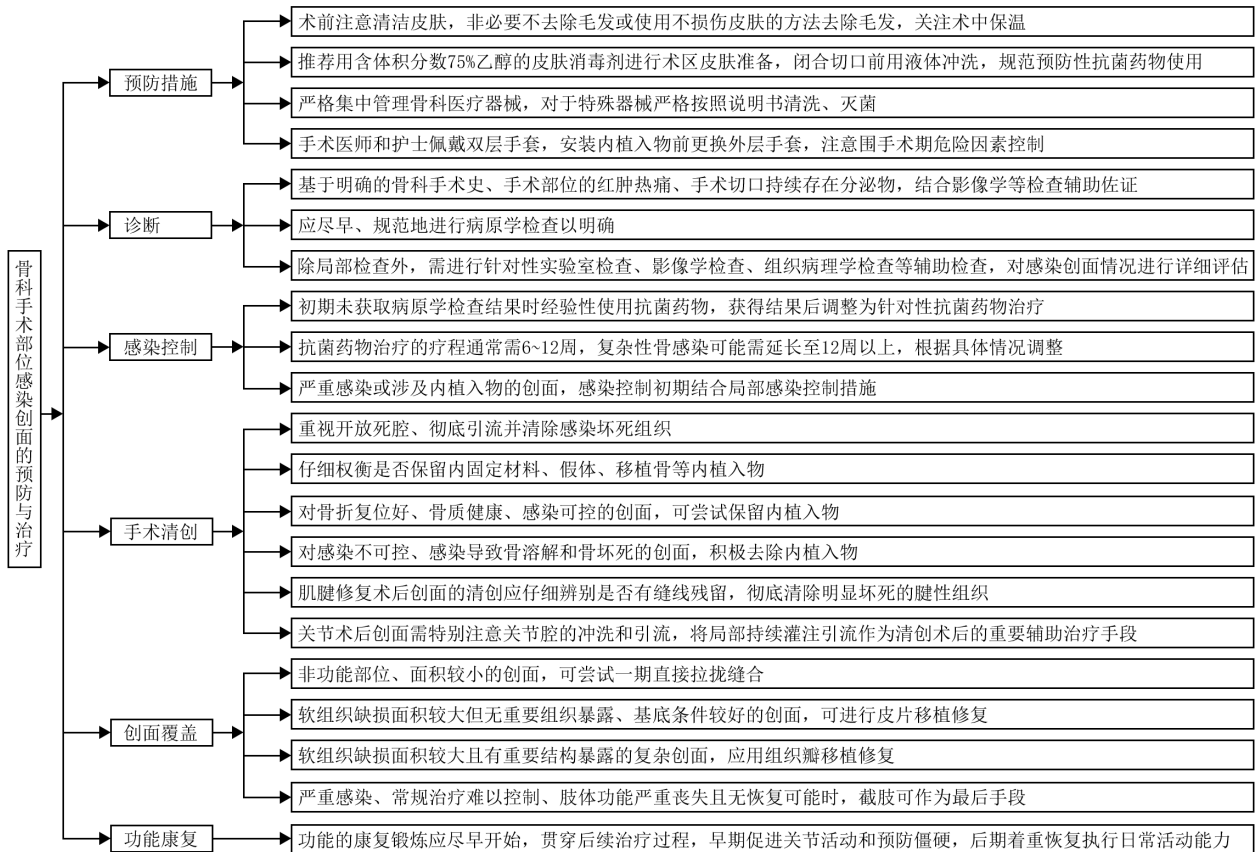 骨科手术部位感染创面的预防与治疗
预防措施
术前注意清洁皮肤，非必要不去除毛发或使用不损伤皮肤的方法去除毛发，关注术中保温
推荐用含体积分数75%乙醇的皮肤消毒剂进行术区皮肤准备，闭合切口前用液体冲洗，规范预防性抗菌药物使用
严格集中管理骨科医疗器械，对于特殊器械严格按照说明书清洗、灭菌
手术医师和护士佩戴双层手套，安装内植入物前更换外层手套，注意围手术期危险因素控制
诊断
基于明确的骨科手术史、手术部位的红肿热痛、手术切口持续存在分泌物，结合影像学等检查辅助佐证
应尽早、规范地进行病原学检查以明确
除局部检查外，需进行针对性实验室检查、影像学检查、组织病理学检查等辅助检查，对感染创面情况进行详细评估
感染控制
初期未获取病原学检查结果时经验性使用抗菌药物，获得结果后调整为针对性抗菌药物治疗
抗菌药物治疗的疗程通常需6~12周，复杂性骨感染可能需延长至12周以上，根据具体情况调整
严重感染或涉及内植入物的创面，感染控制初期结合局部感染控制措施
手术清创
重视开放死腔、彻底引流并清除感染坏死组织
仔细权衡是否保留内固定材料、假体、移植骨等内植入物
对骨折复位好、骨质健康、感染可控的创面，可尝试保留内植入物
对感染不可控、感染导致骨溶解和骨坏死的创面，积极去除内植入物
肌腱修复术后创面的清创应仔细辨别是否有缝线残留，彻底清除明显坏死的腱性组织
关节术后创面需特别注意关节腔的冲洗和引流，将局部持续灌注引流作为清创术后的重要辅助治疗手段
创面覆盖
非功能部位、面积较小的创面，可尝试一期直接拉拢缝合
软组织缺损面积较大但无重要组织暴露、基底条件较好的创面，可进行皮片移植修复
软组织缺损面积较大且有重要结构暴露的复杂创面，应用组织瓣移植修复
严重感染、常规治疗难以控制、肢体功能严重丧失且无恢复可能时，截肢可作为最后手段
功能康复
功能的康复锻炼应尽早开始，贯穿后续治疗过程，早期促进关节活动和预防僵硬，后期着重恢复执行日常活动能力